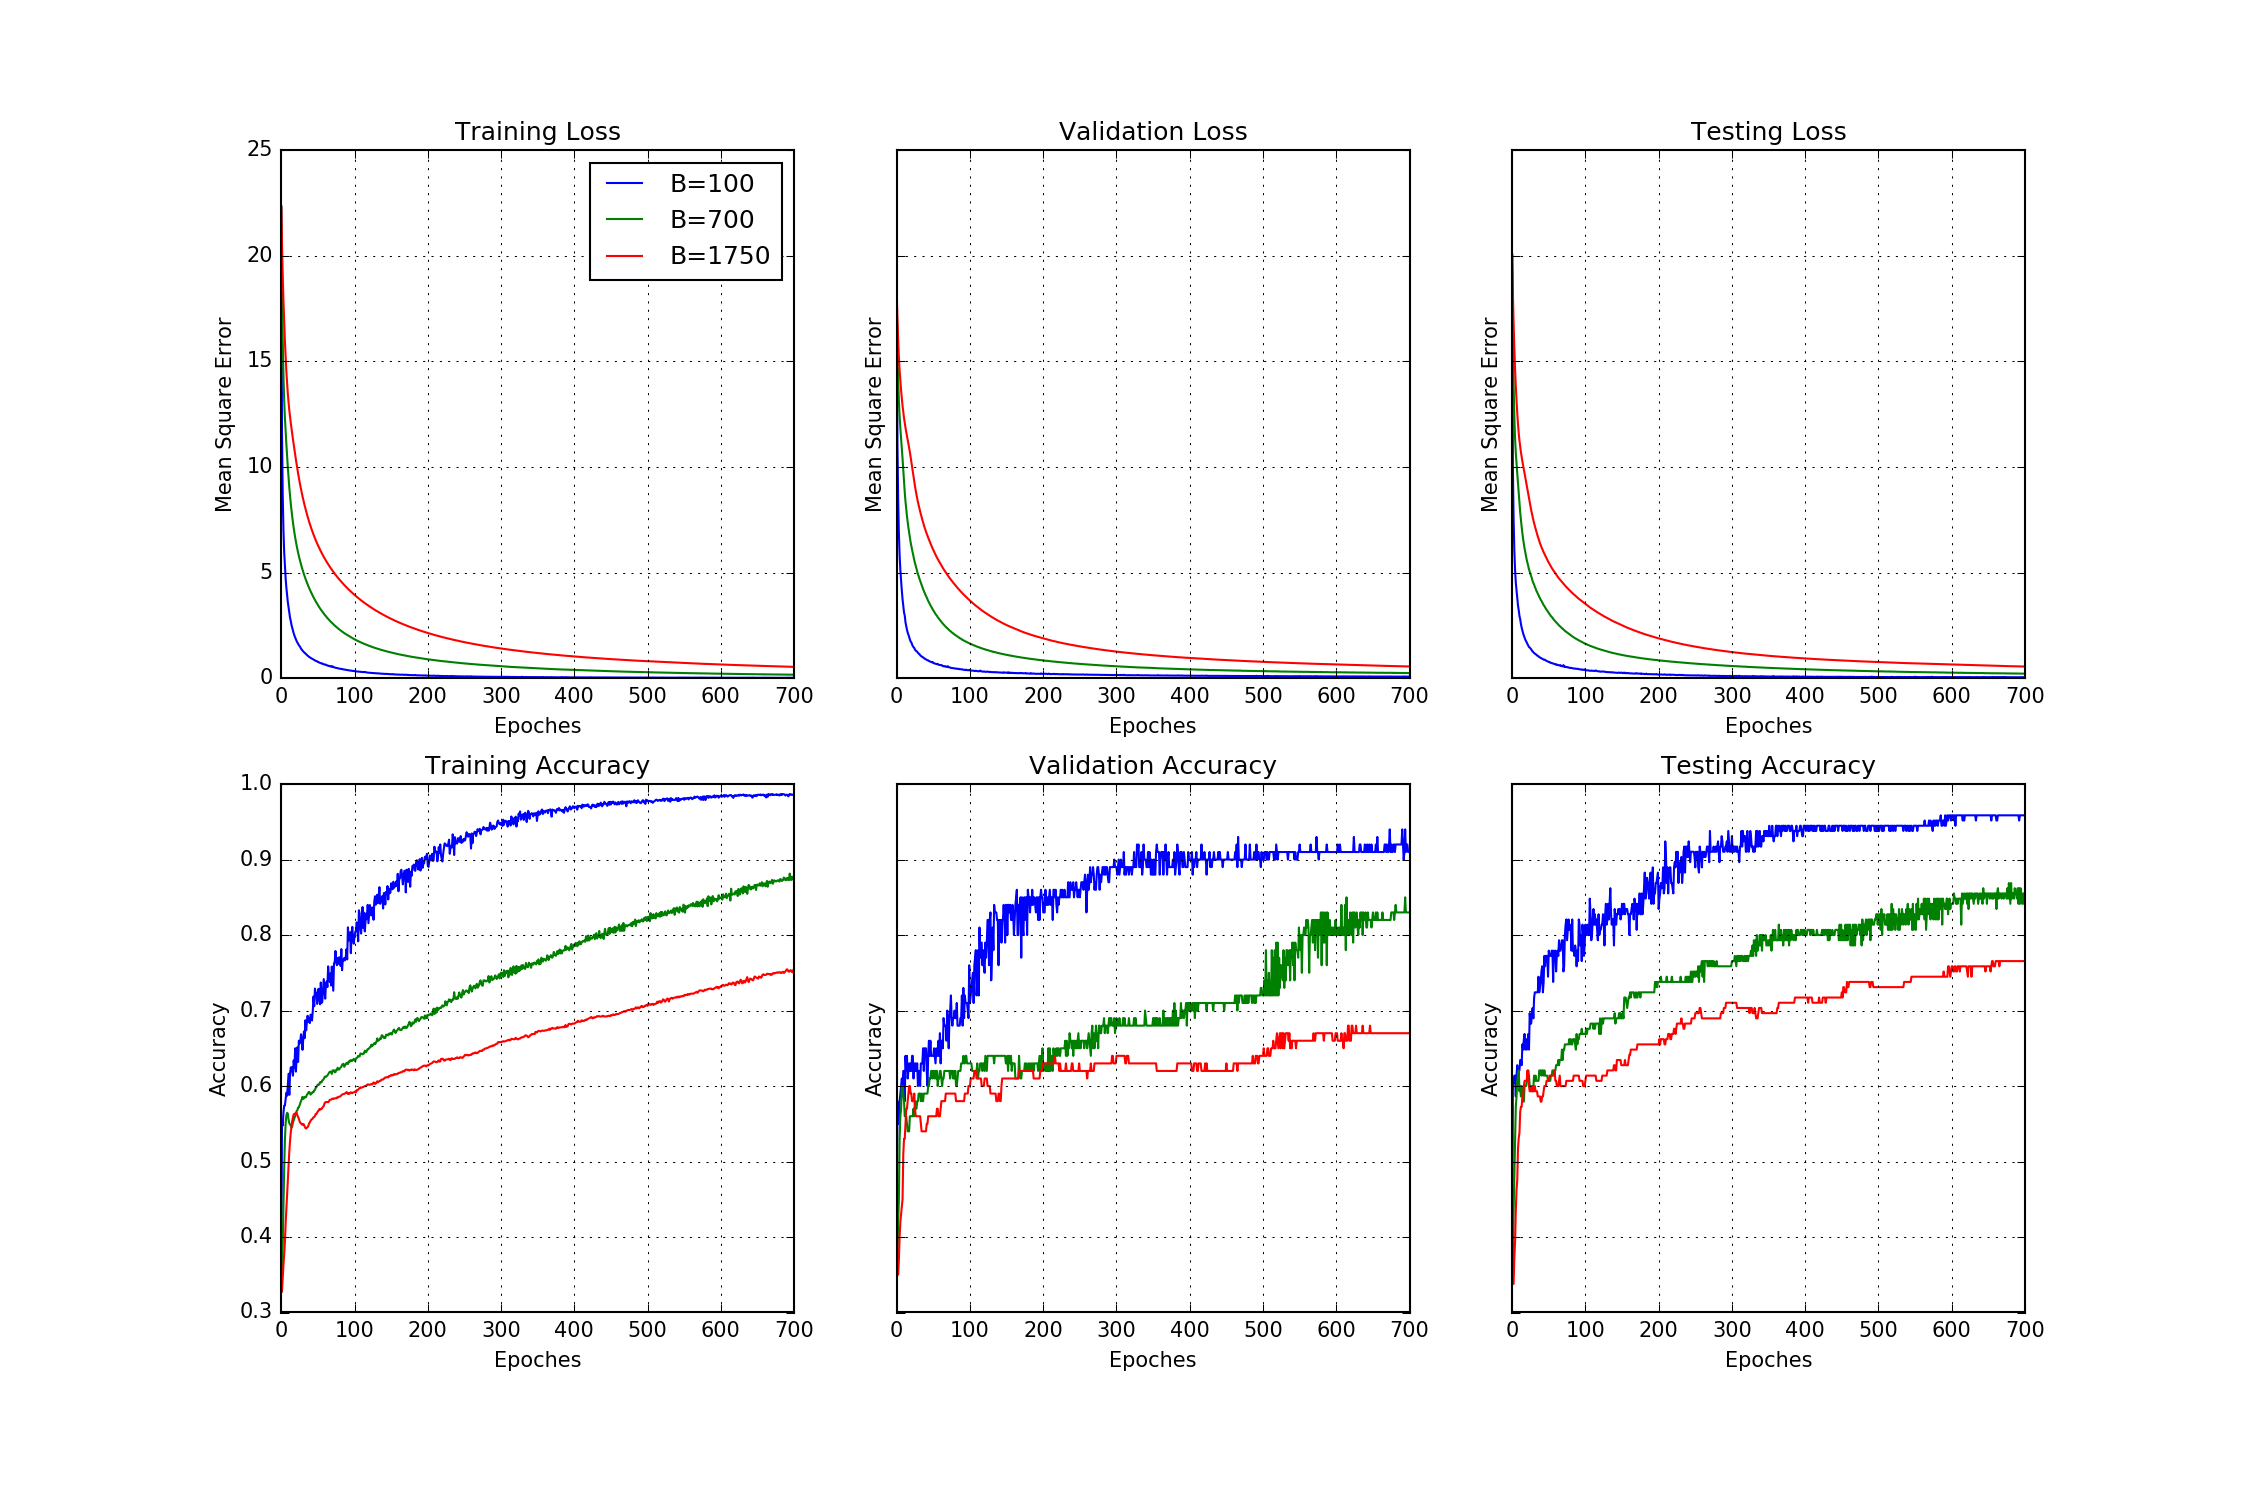 Training Loss
Validation Loss
Testing Loss
25
20
15
10
5
0
Mean Square Error
B=100
B=700
B=1750
0 100 200 300 400 500 600 700
Epoches
Mean Square Error
0 100 200 300 400 500 600 700
Epoches
Mean Square Error
0 100 200 300 400 500 600 700
Epoches
Training Accuracy
Validation Accuracy
Testing Accuracy
1.0
0.9
0.8
0.7
0.6
0.5
0.4
0.3
Accuracy
0 100 200 300 400 500 600 700
Epoches
Accuracy
0 100 200 300 400 500 600 700
Epoches
Accuracy
0 100 200 300 400 500 600 700
Epoches